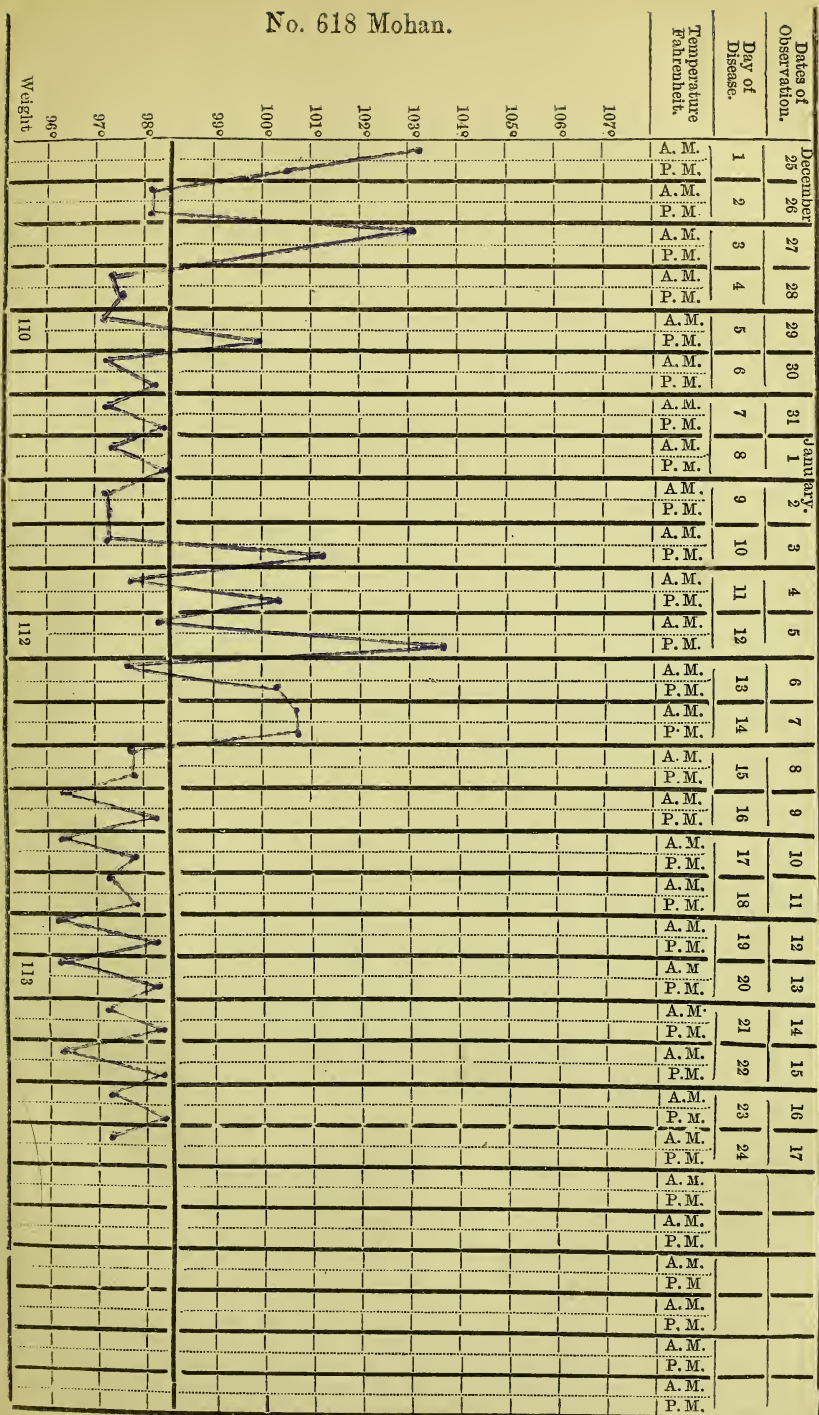 No. 618 Mohan.
Dates of Observation.
Day of Disease.
Temperature Fahrenheit.
107°
106°
105°
104°
103°
102°
101°
100°
99°
98°
97°
96°
Weight
December
25
1
A. M.
P. M.
26
2
A. M.
P. M
27
3
A. M.
P. M.
28
4
A. M.
P. M.
29
5
A. M.
P. M.
110
30
6
A. M.
P. M.
31
7
A. M.
P. M.
January.
1
8
A. M.
P. M.
2
9
A M.
P. M.
3
10
A. M.
P. M.
4
11
A. M.
P. M.
5
12
A. M.
P. M.
112
6
13
A. M.
P. M.
7
14
A. M.
P. M.
8
15
A. M.
P. M.
9
16
A. M.
P. M.
10
17
A. M.
P. M.
11
18
A. M.
P. M.
12
19
A. M.
P. M.
13
20
A. M
P. M.
113
14
21
A. M.
P. M.
15
22
A. M.
P.M.
16
23
A.M.
P. M.
17
24
A. M.
P. M.
A. M.
P. M.
A. M.
P. M.
A. M.
P. M
A. M.
P. M.
A. M.
P. M.
A. M.
P. M.